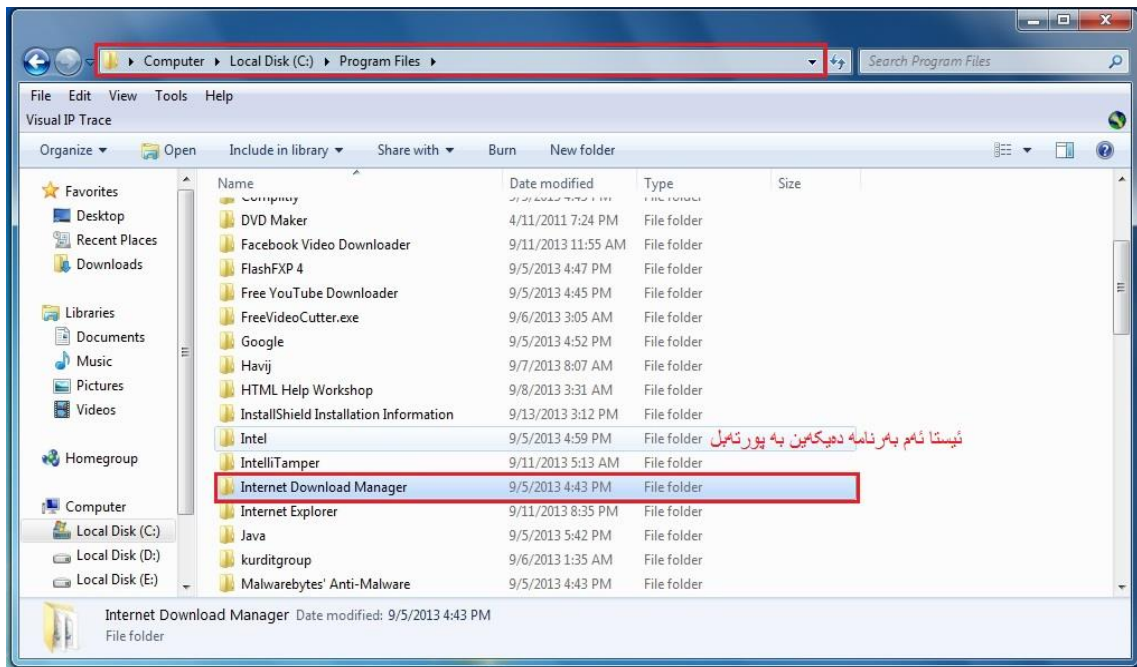 Computer ▸ Local Disk (C:) ▸ Program Files ▸
Search Program Files
File Edit View Tools Help
Visual IP Trace
Organize Open Include in library Share with Burn New folder
Favorites
Desktop
Recent Places
Downloads
Libraries
Documents
Music
Pictures
Videos
Homegroup
Computer
Local Disk (C:)
Local Disk (D:)
Local Disk (E:)
Name Date modified Type Size
DVD Maker 4/11/2011 7:24 PM File folder
Facebook Video Downloader 9/11/2013 11:55 AM File folder
FlashFXP 4 9/5/2013 4:47 PM File folder
Free YouTube Downloader 9/5/2013 4:45 PM File folder
FreeVideoCutter.exe 9/6/2013 3:05 AM File folder
Google 9/5/2013 4:52 PM File folder
Havij 9/7/2013 8:07 AM File folder
HTML Help Workshop 9/8/2013 3:31 AM File folder
InstallShield Installation Information 9/13/2013 3:12 PM File folder
Intel 9/5/2013 4:59 PM File folder
ئیستا ئەم بەرنامە دەیکەین بە پورتەبل
IntelliTamper 9/11/2013 5:13 AM File folder
Internet Download Manager 9/5/2013 4:43 PM File folder
Internet Explorer 9/11/2013 8:35 PM File folder
Java 9/5/2013 5:42 PM File folder
kurditgroup 9/6/2013 1:35 AM File folder
Malwarebytes' Anti-Malware 9/5/2013 4:43 PM File folder
Internet Download Manager Date modified: 9/5/2013 4:43 PM
File folder